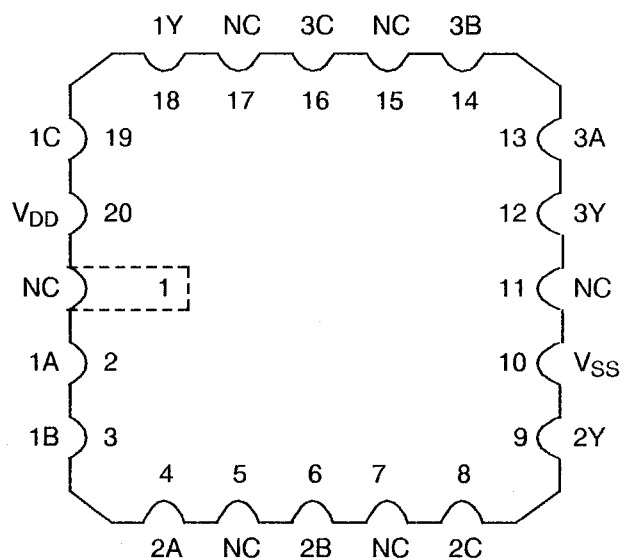 1Y NC 3C NC 3B
18 17 16 15 14
1C 19 13 3A
VDD 20 12 3Y
NC 1 11 NC
1A 2 10 VSS
1B 3 9 2Y
4 5 6 7 8
2A NC 2B NC 2C